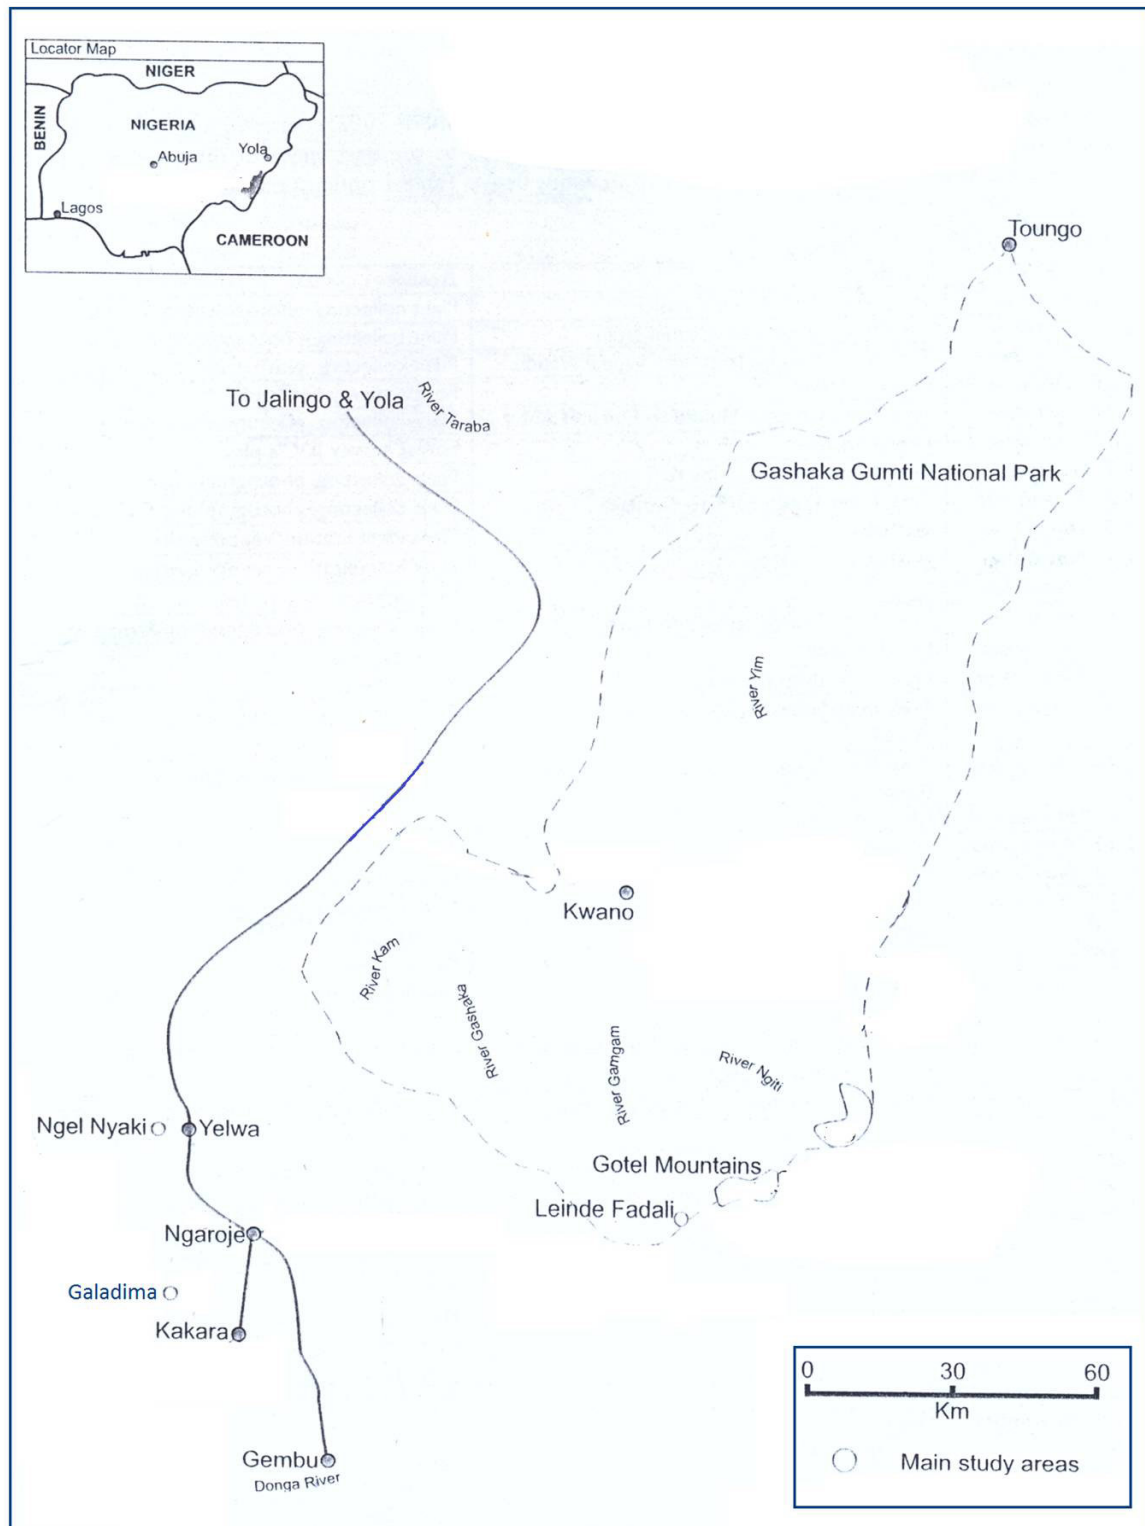 Locator Map
NIGER
BENIN
NIGERIA
Abuja
Yola
Lagos
CAMEROON
Toungo
To Jalingo & Yola
River Taraba
Gashaka Gumti National Park
River Yim
Kwano
River Kam
River Gashaka
River Gamgam
River Ngiti
Ngel Nyaki
Yelwa
Gotel Mountains
Leinde Fadali
Ngaroje
Galadima
Kakara
Gembu
Donga River
0 30 60
Km
Main study areas